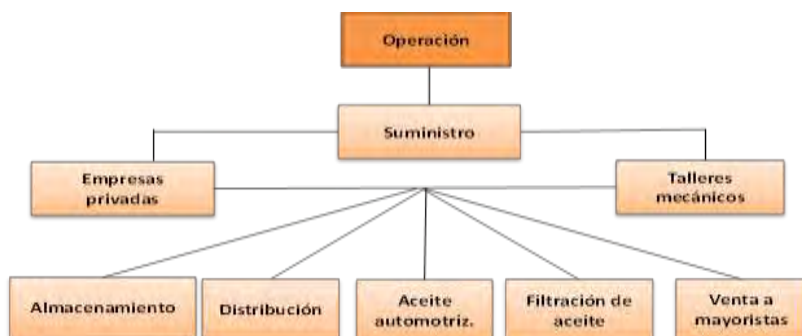 Operación
Suministro
Empresas
privadas
Talleres
mecánicos
Almacenamiento
Distribución
Aceite
automotriz.
Filtración de
aceite
Venta a
mayoristas